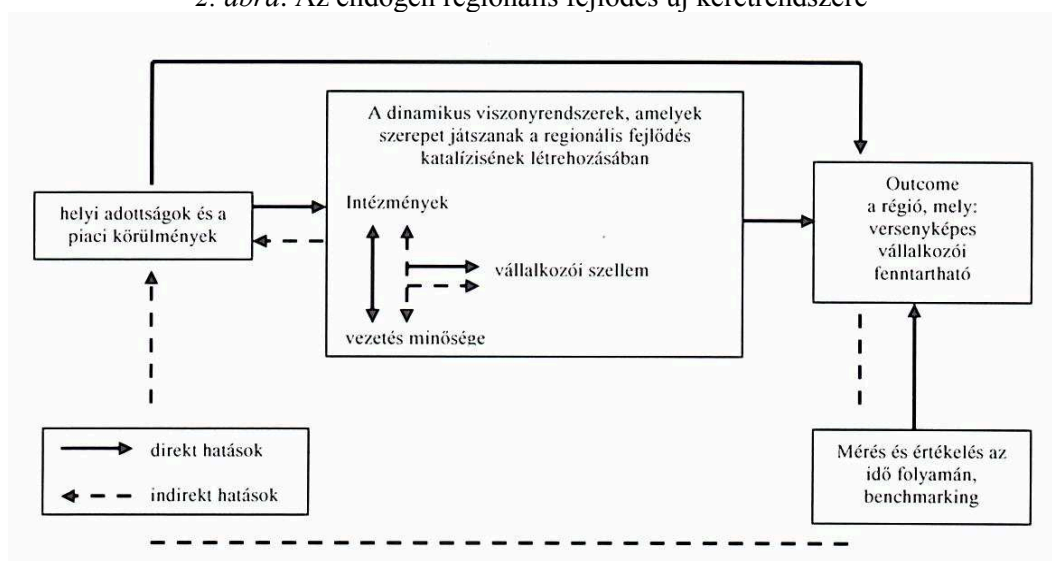 2. ábra: Az endogén regionális fejlődés új keretrendszere
A dinamikus viszonyrendszerek, amelyek
szerepet játszanak a regionális fejlődés
katalízisének létrehozásában
helyi adottságok és a
piaci körülmények
Intézmények
vállalkozói szellem
vezetés minősége
Outcome
a régió, mely:
versenyképes
vállalkozói
fenntartható
direkt hatások
indirekt hatások
Mérés és értékelés az
idő folyamán,
benchmarking